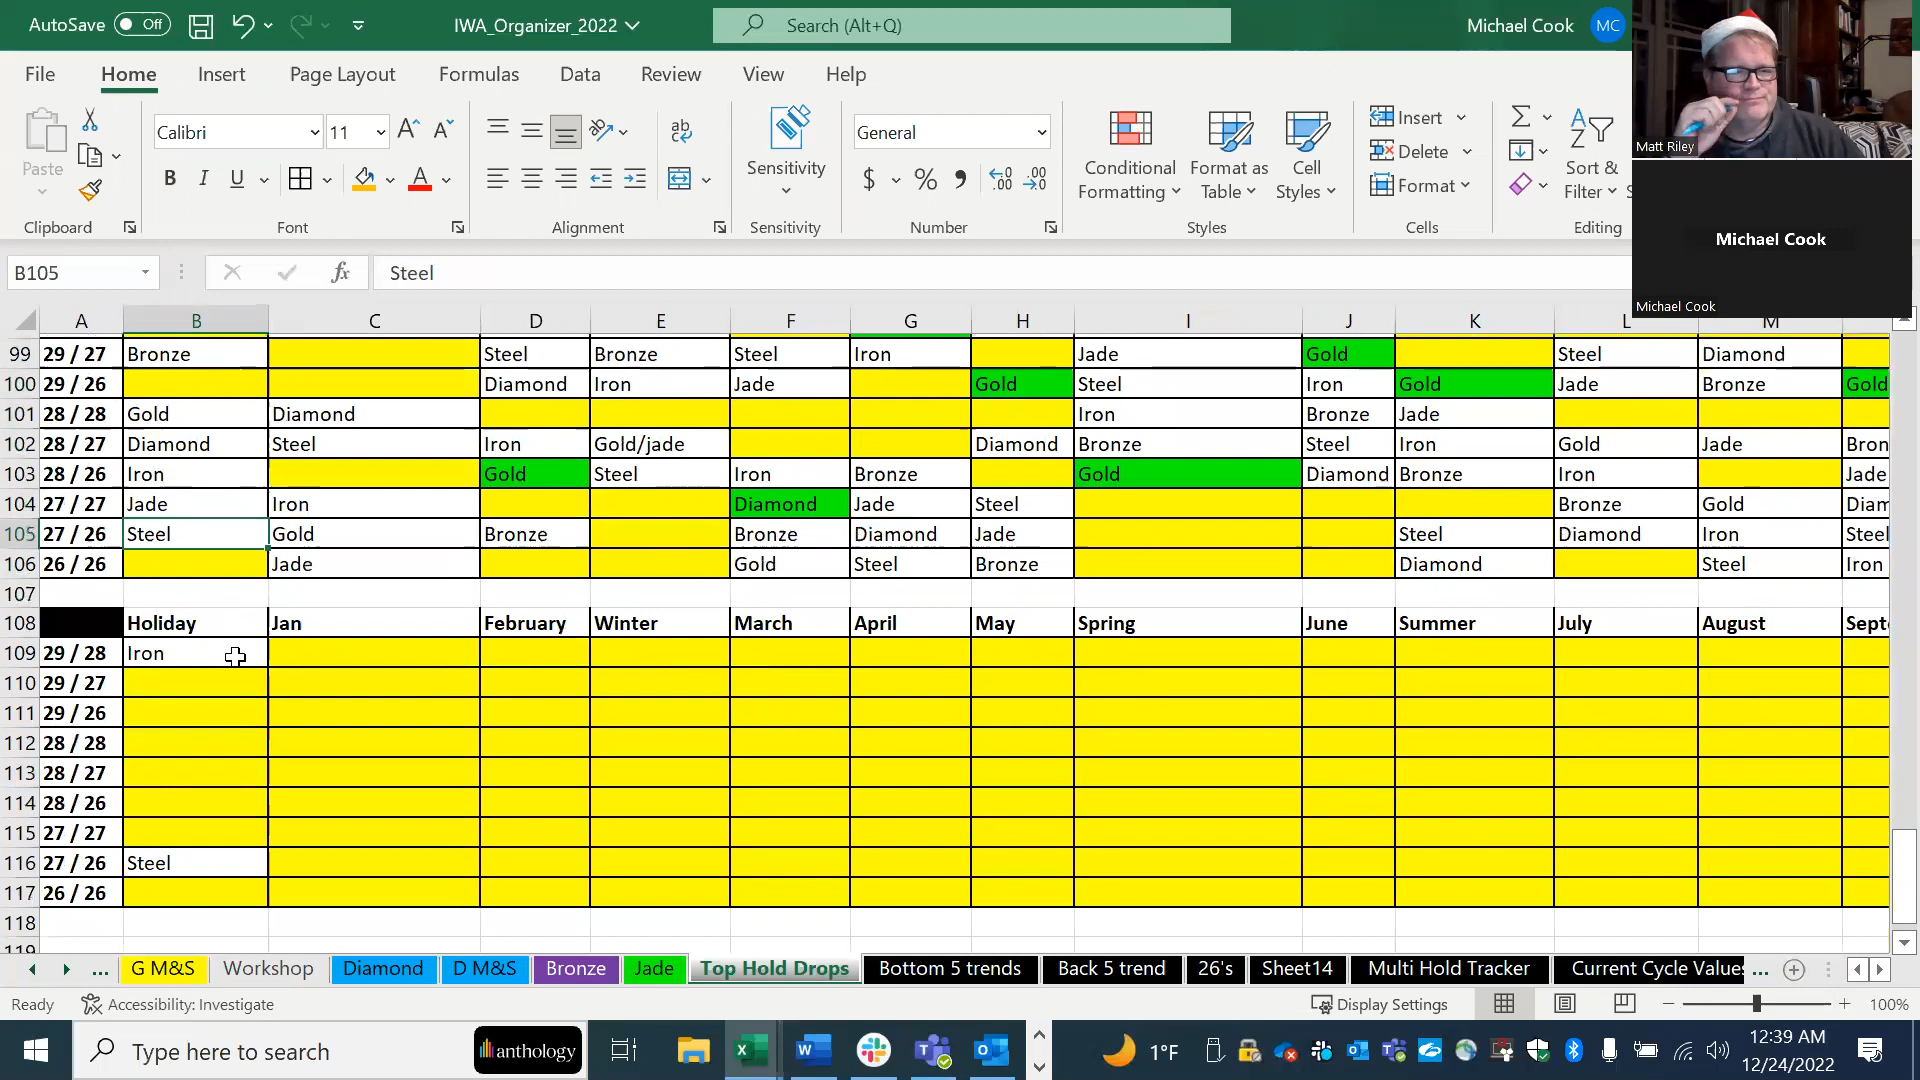 AutoSave Off IWA_Organizer_2022 Search (Alt+Q) Michael Cook MC
File Home Insert Page Layout Formulas Data Review View Help
Calibri 11 General Insert
Paste Sensitivity Conditional Formatting Format as Table Cell Styles Delete Sort & Filter
B I U A $ % Format
Clipboard Font Alignment Sensitivity Number Styles Cells Editing
Matt Riley
Michael Cook
Michael Cook
B105 fx Steel
A B C D E F G H I J K L M
99 29 / 27 Bronze Steel Bronze Steel Iron Jade Gold Steel Diamond
100 29 / 26 Diamond Iron Jade Gold Steel Iron Gold Jade Bronze Gold
101 28 / 28 Gold Diamond Iron Bronze Jade
102 28 / 27 Diamond Steel Iron Gold/jade Diamond Bronze Steel Iron Gold Jade Bron
103 28 / 26 Iron Gold Steel Iron Bronze Gold Diamond Bronze Iron Jade
104 27 / 27 Jade Iron Diamond Jade Steel Bronze Gold Diam
105 27 / 26 Steel Gold Bronze Bronze Diamond Jade Steel Diamond Iron Steel
106 26 / 26 Jade Gold Steel Bronze Diamond Steel Iron
107
108 Holiday Jan February Winter March April May Spring June Summer July August Sept
109 29 / 28 Iron
110 29 / 27
111 29 / 26
112 28 / 28
113 28 / 27
114 28 / 26
115 27 / 27
116 27 / 26 Steel
117 26 / 26
118
119
... G M&S Workshop Diamond D M&S Bronze Jade Top Hold Drops Bottom 5 trends Back 5 trend 26's Sheet14 Multi Hold Tracker Current Cycle Values ...
Ready Accessibility: Investigate Display Settings 100%
Type here to search anthology 1°F 12:39 AM
12/24/2022